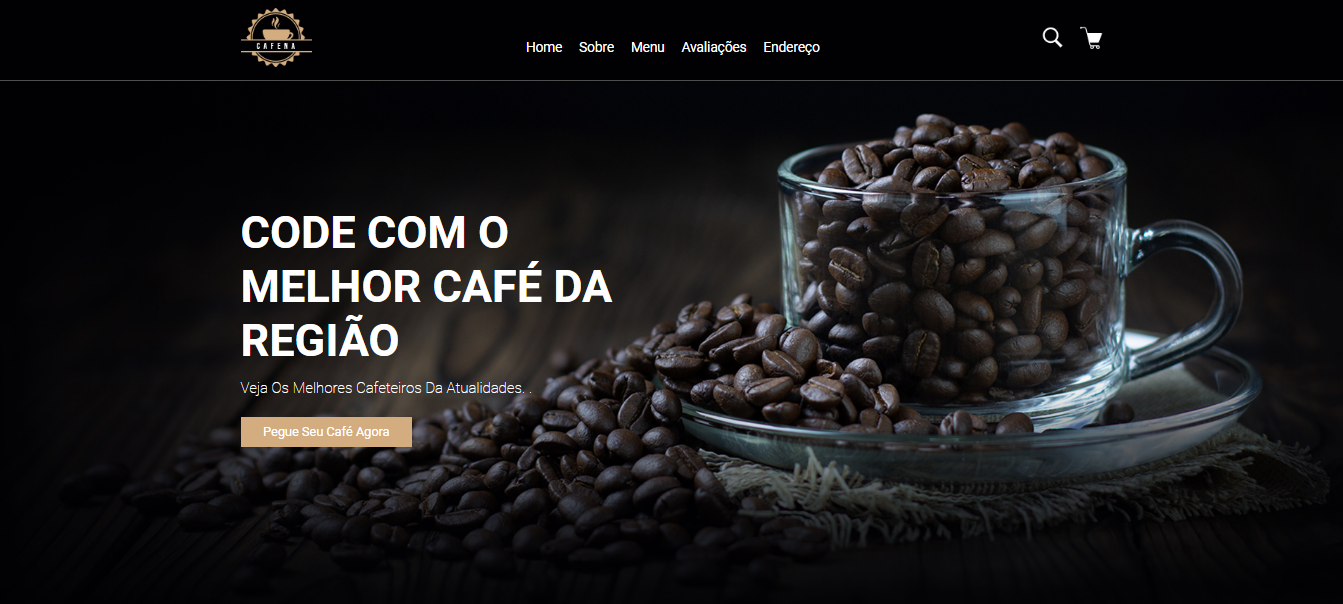 CAFENA
Home Sobre Menu Avaliações Endereço
CODE COM O
MELHOR CAFÉ DA
REGIÃO
Veja Os Melhores Cafeteiros Da Atualidades. .
Pegue Seu Café Agora